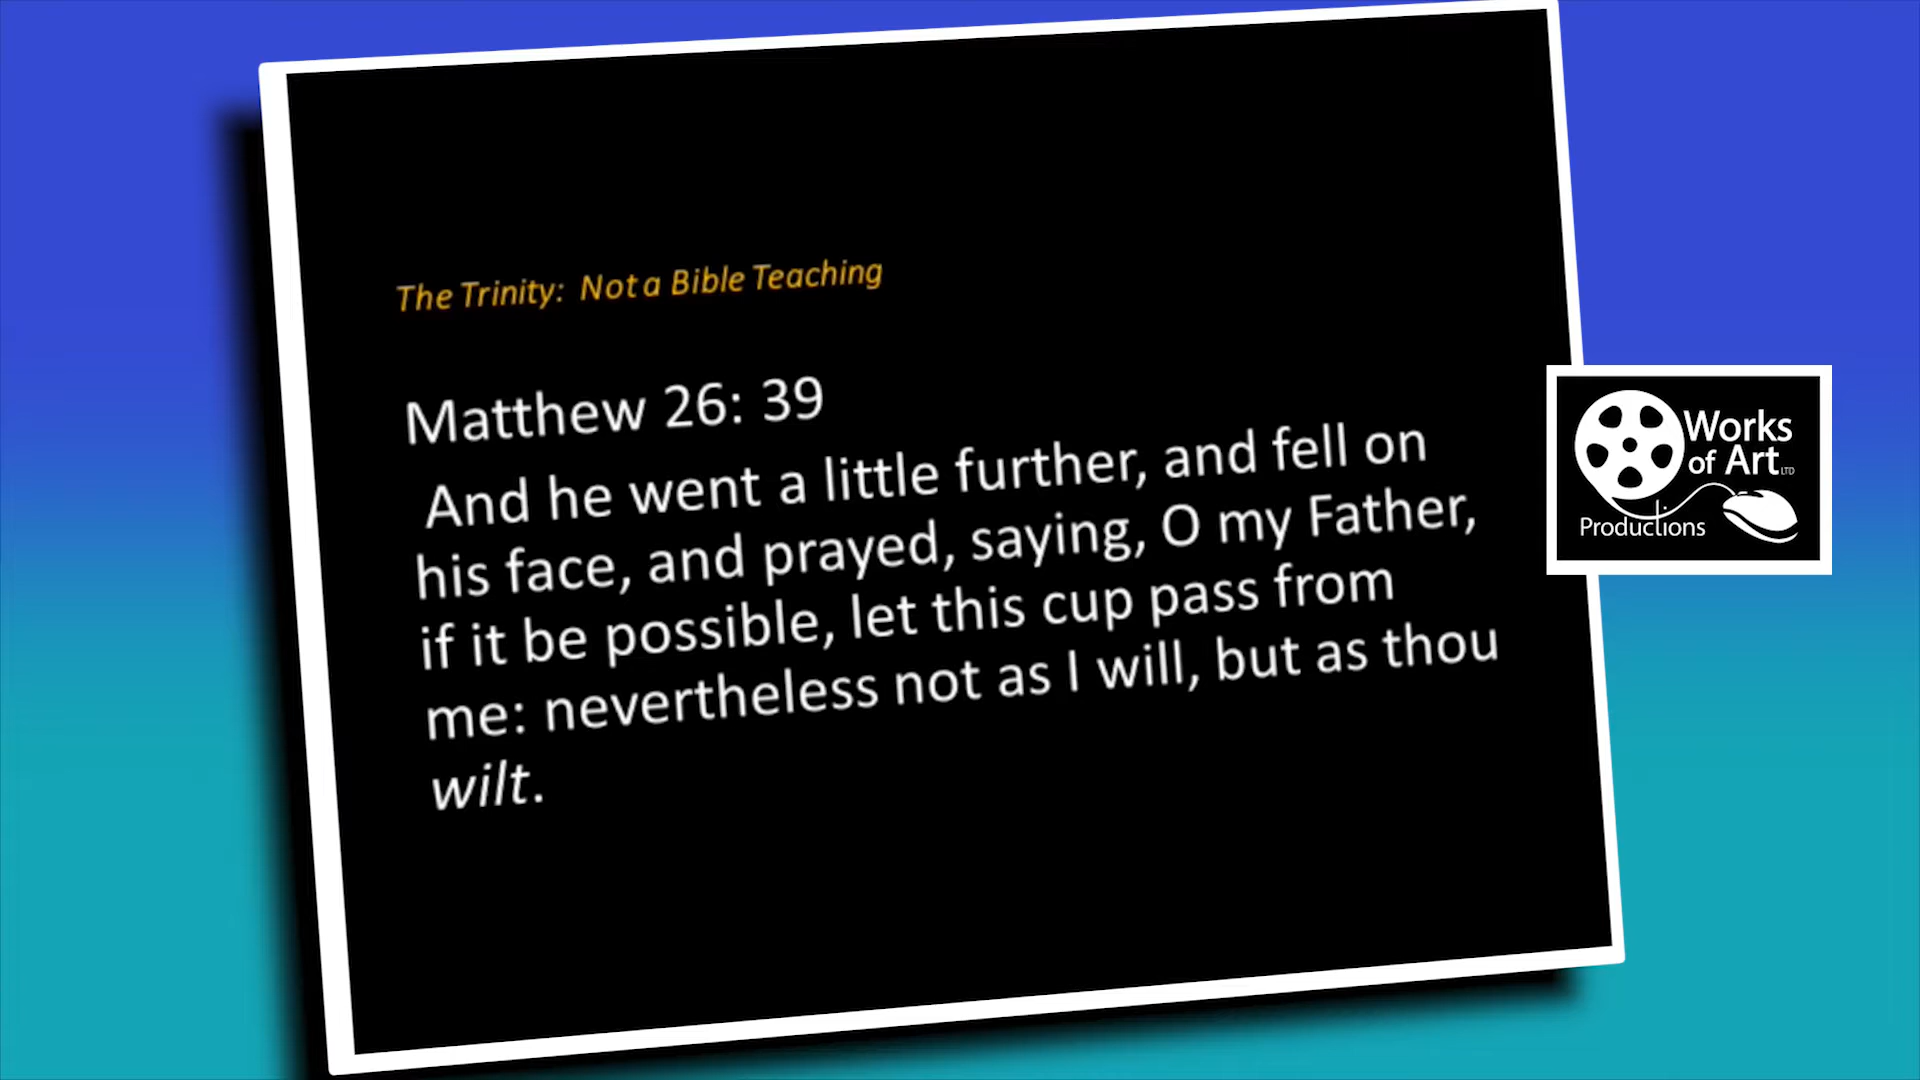 The Trinity: Not a Bible Teaching
Matthew 26: 39
And he went a little further, and fell on
his face, and prayed, saying, O my Father,
if it be possible, let this cup pass from
me: nevertheless not as I will, but as thou
wilt.
Works
of Art LTD
Productions